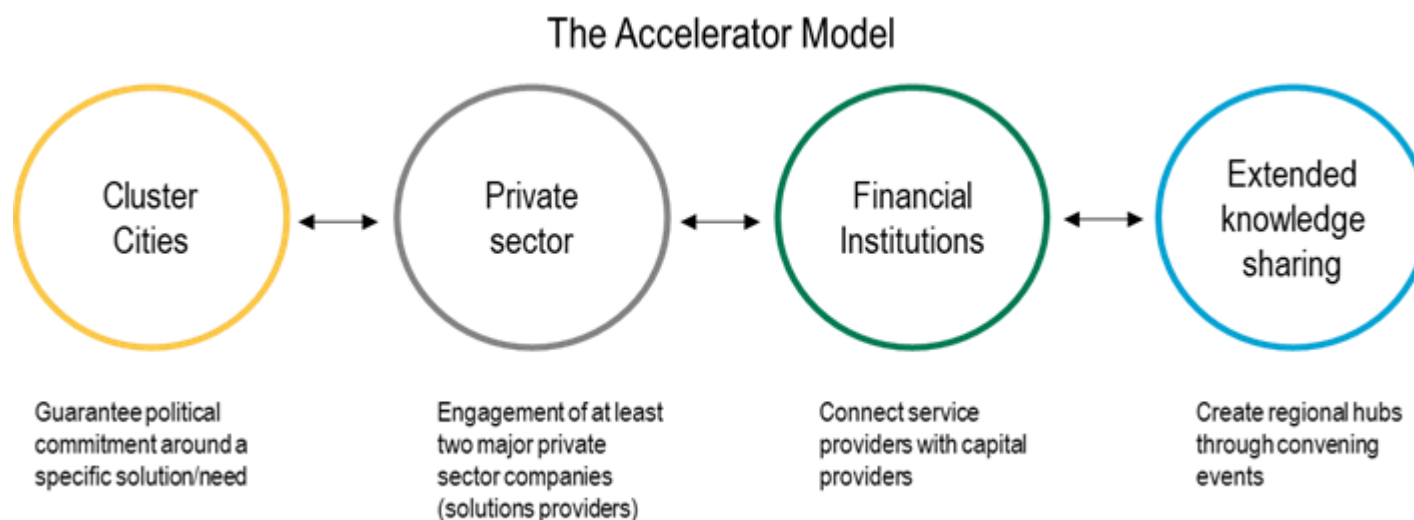 The Accelerator Model
Cluster
Cities
Private
sector
Financial
Institutions
Extended
knowledge
sharing
Guarantee political
commitment around a
specific solution/need
Engagement of at least
two major private
sector companies
(solutions providers)
Connect service
providers with capital
providers
Create regional hubs
through convening
events